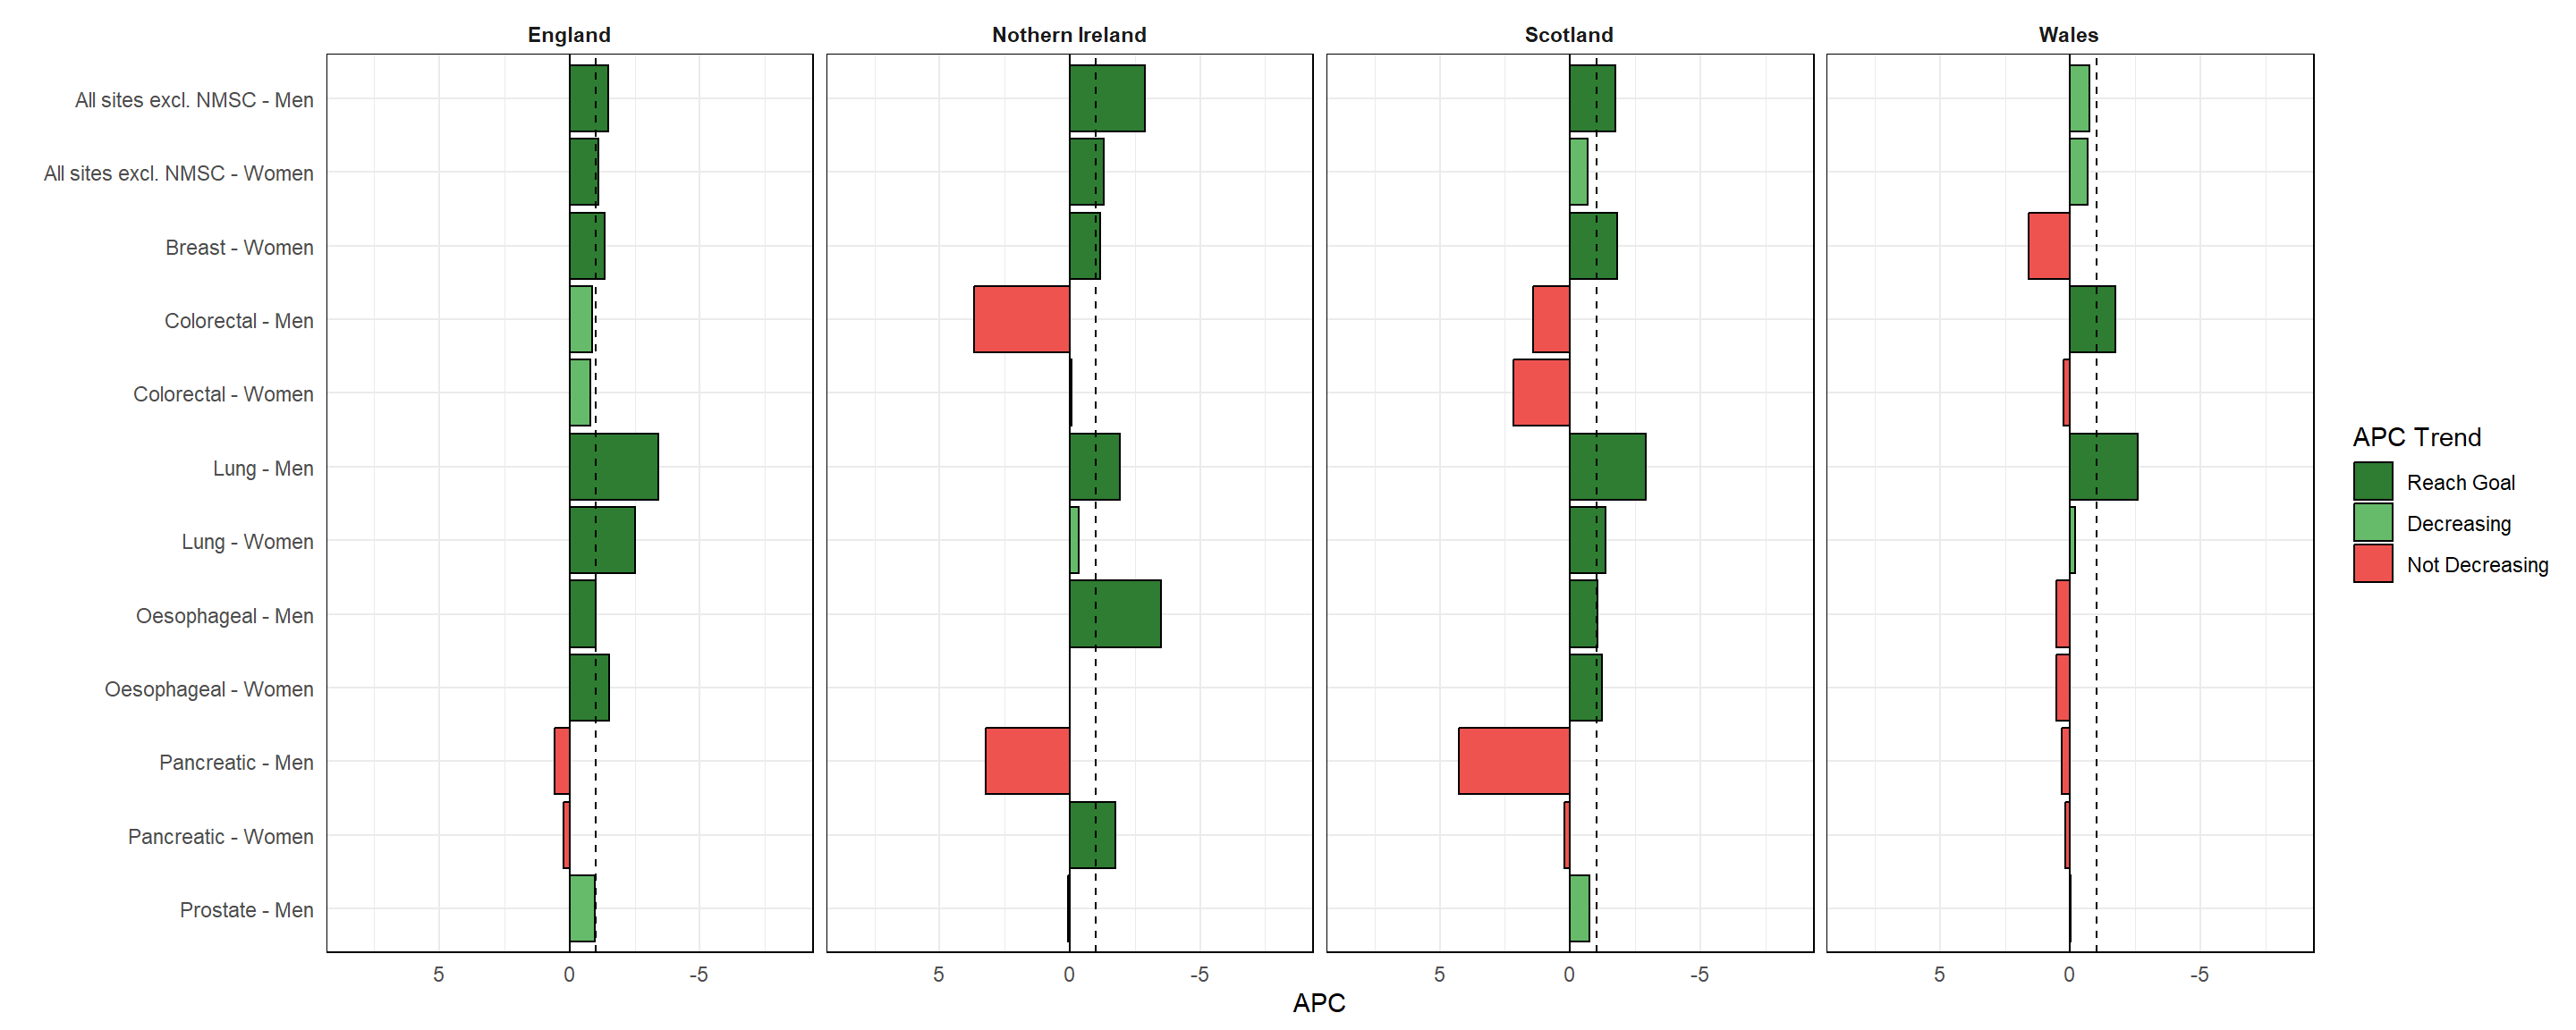 England
Nothern Ireland
Scotland
Wales
All sites excl. NMSC - Men
All sites excl. NMSC - Women
Breast - Women
Colorectal - Men
Colorectal - Women
Lung - Men
Lung - Women
Oesophageal - Men
Oesophageal - Women
Pancreatic - Men
Pancreatic - Women
Prostate - Men
5 0 -5
5 0 -5
5 0 -5
5 0 -5
APC
APC Trend
Reach Goal
Decreasing
Not Decreasing